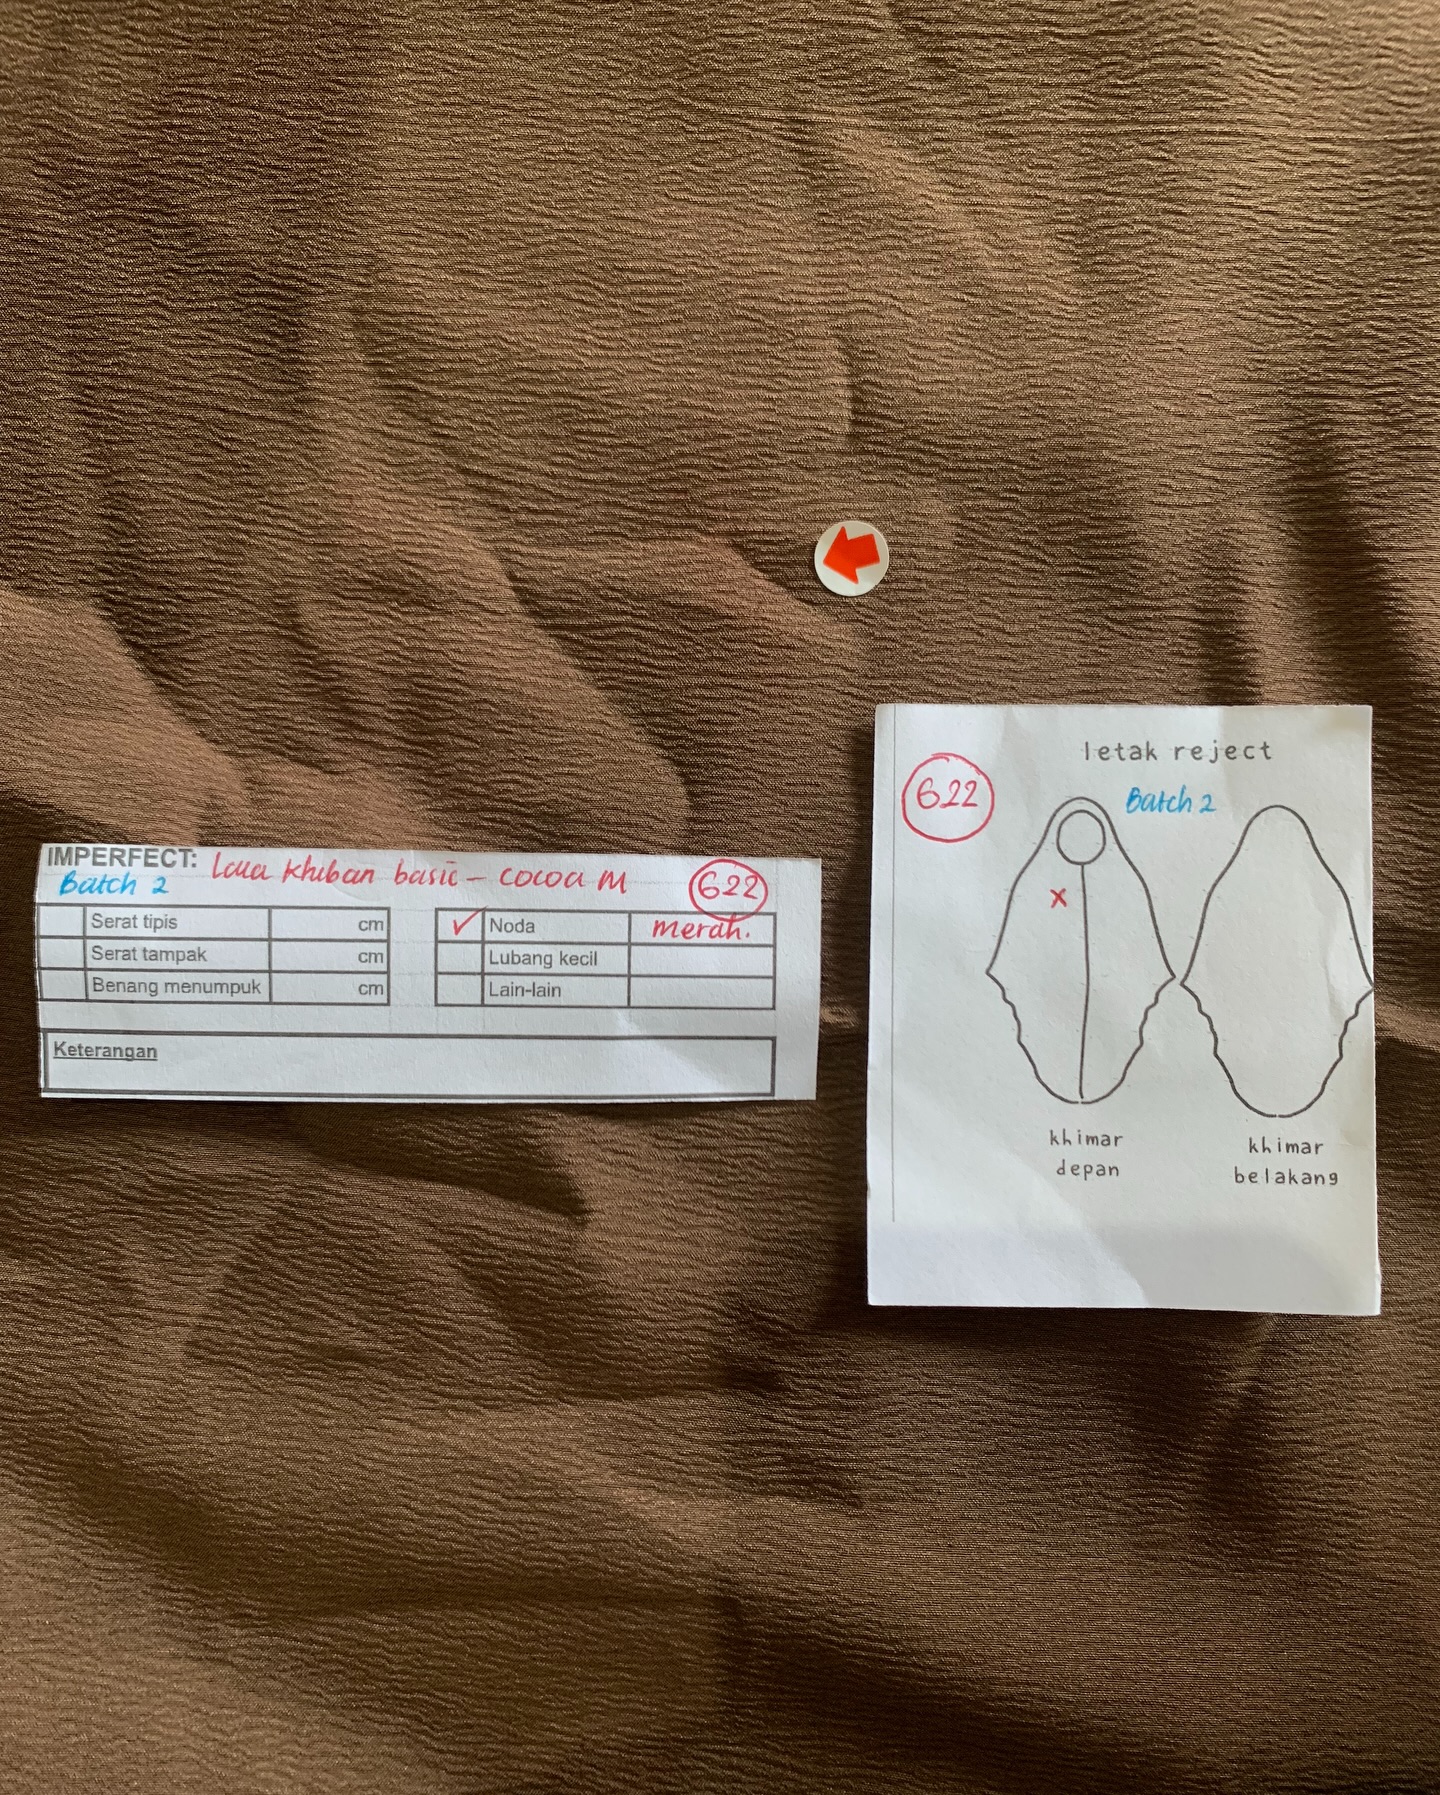 IMPERFECT: Laua khiban basic - cocoa M 622
Batch 2
Serat tipis cm
Serat tampak cm
Benang menumpuk cm
✓ Noda merah.
Lubang kecil
Lain-lain
Keterangan
letak reject
622 Batch 2
x
khimar depan
khimar belakang